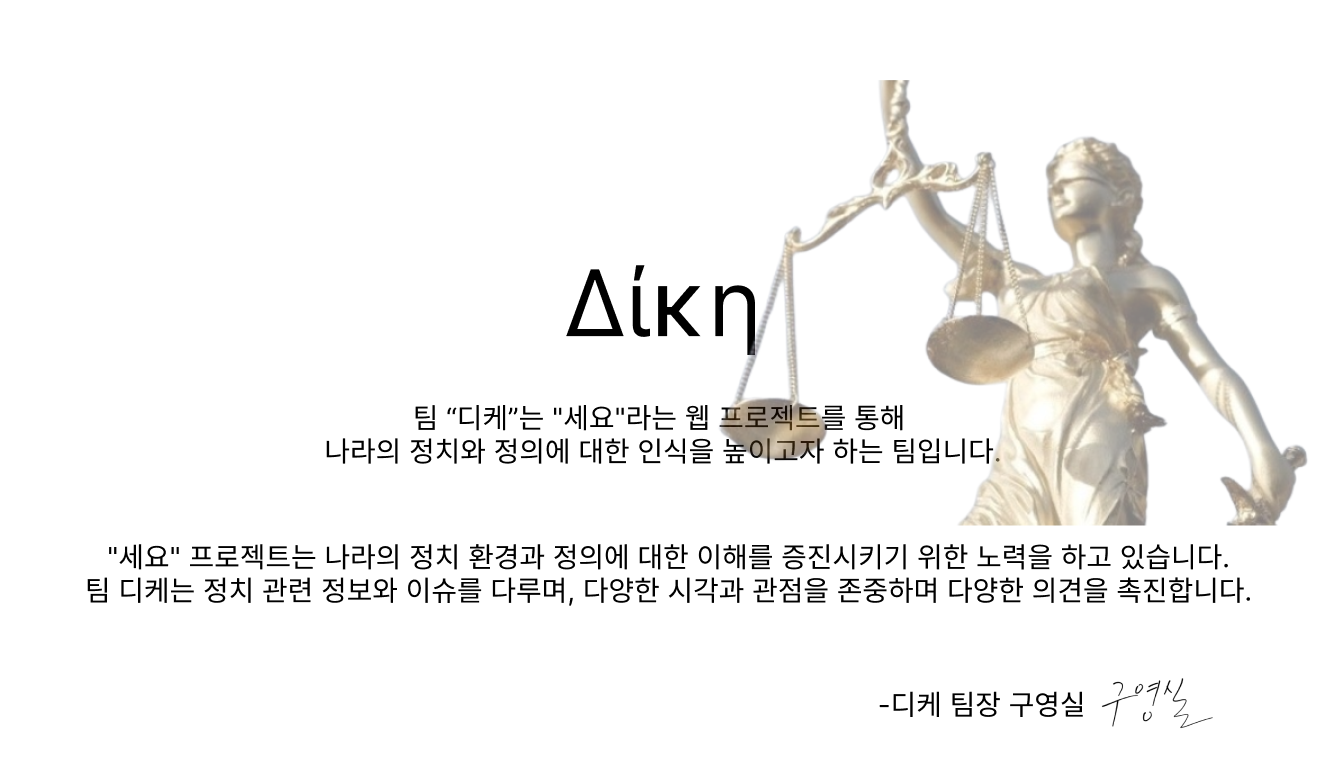 Δίκη
팀 “디케”는 "세요"라는 웹 프로젝트를 통해
나라의 정치와 정의에 대한 인식을 높이고자 하는 팀입니다.
"세요" 프로젝트는 나라의 정치 환경과 정의에 대한 이해를 증진시키기 위한 노력을 하고 있습니다.
팀 디케는 정치 관련 정보와 이슈를 다루며, 다양한 시각과 관점을 존중하며 다양한 의견을 촉진합니다.
-디케 팀장 구영실 구영실